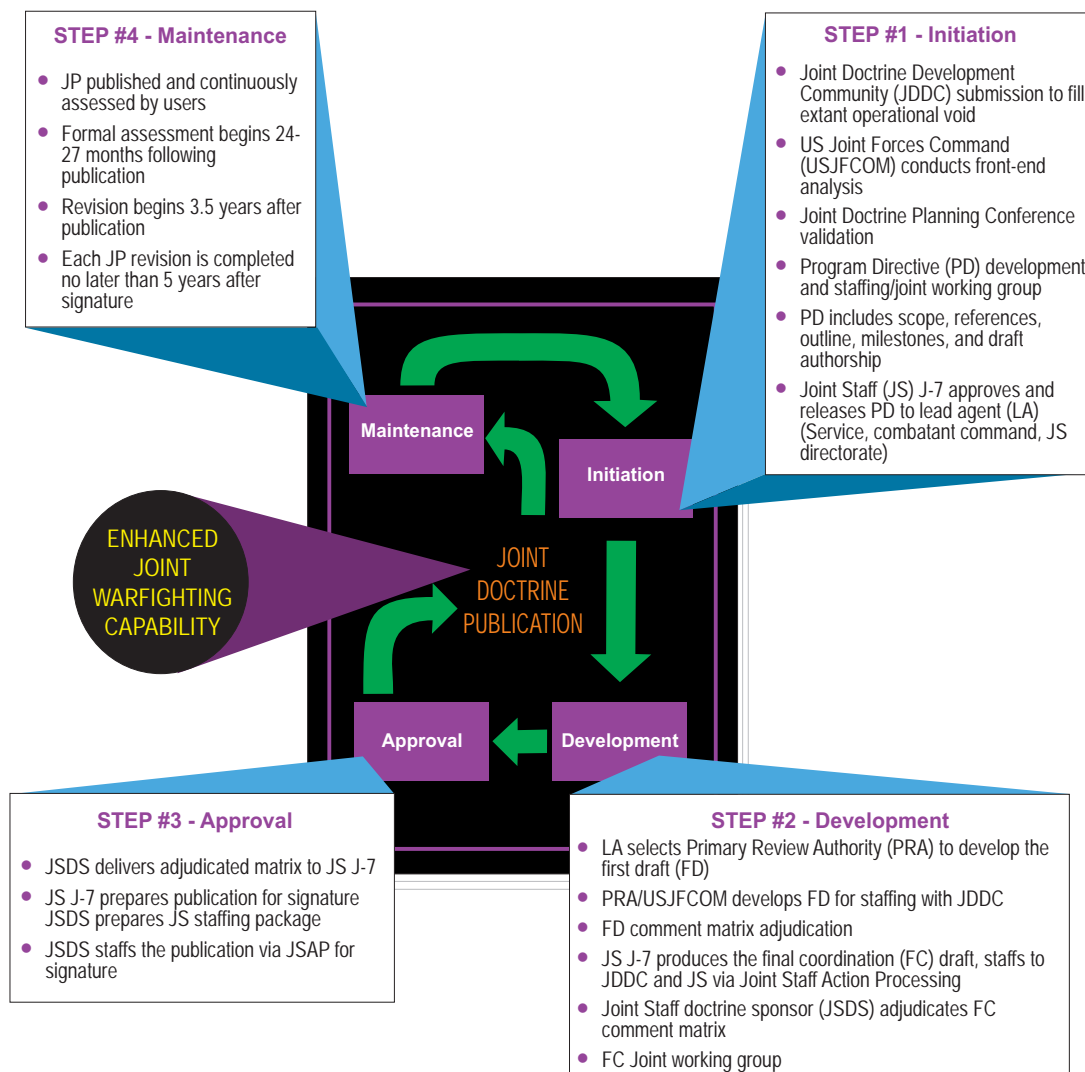 STEP #4 - Maintenance
• JP published and continuously
assessed by users
• Formal assessment begins 24-
27 months following
publication
• Revision begins 3.5 years after
publication
• Each JP revision is completed
no later than 5 years after
signature
STEP #1 - Initiation
• Joint Doctrine Development
Community (JDDC) submission to fill
extant operational void
• US Joint Forces Command
(USJFCOM) conducts front-end
analysis
• Joint Doctrine Planning Conference
validation
• Program Directive (PD) development
and staffing/joint working group
• PD includes scope, references,
outline, milestones, and draft
authorship
• Joint Staff (JS) J-7 approves and
releases PD to lead agent (LA)
(Service, combatant command, JS
directorate)
Maintenance
Initiation
ENHANCED
JOINT
WARFIGHTING
CAPABILITY
JOINT
DOCTRINE
PUBLICATION
Approval
Development
STEP #3 - Approval
• JSDS delivers adjudicated matrix to JS J-7
• JS J-7 prepares publication for signature
JSDS prepares JS staffing package
• JSDS staffs the publication via JSAP for
signature
STEP #2 - Development
• LA selects Primary Review Authority (PRA) to develop the
first draft (FD)
• PRA/USJFCOM develops FD for staffing with JDDC
• FD comment matrix adjudication
• JS J-7 produces the final coordination (FC) draft, staffs to
JDDC and JS via Joint Staff Action Processing
• Joint Staff doctrine sponsor (JSDS) adjudicates FC
comment matrix
• FC Joint working group